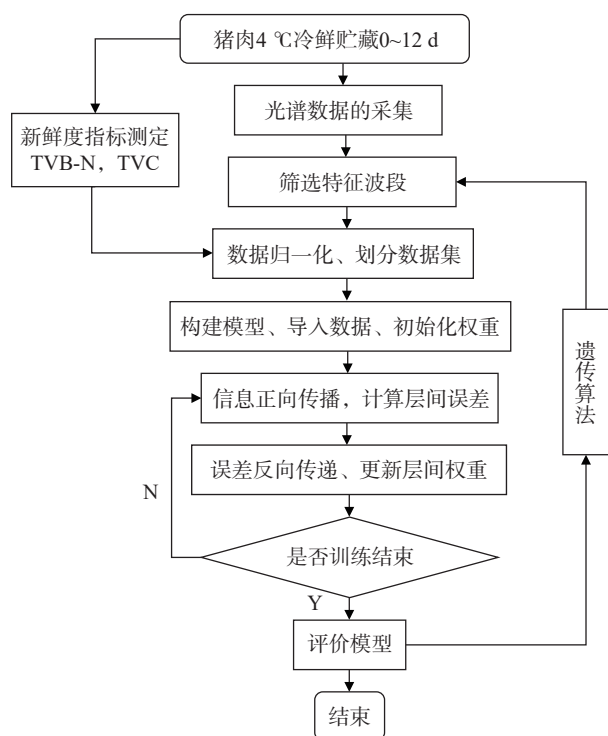 猪肉4 ℃冷鲜贮藏0~12 d
光谱数据的采集
新鲜度指标测定
TVB-N，TVC
筛选特征波段
数据归一化、划分数据集
构建模型、导入数据、初始化权重
遗传算法
信息正向传播，计算层间误差
误差反向传递、更新层间权重
N
是否训练结束
Y
评价模型
结束